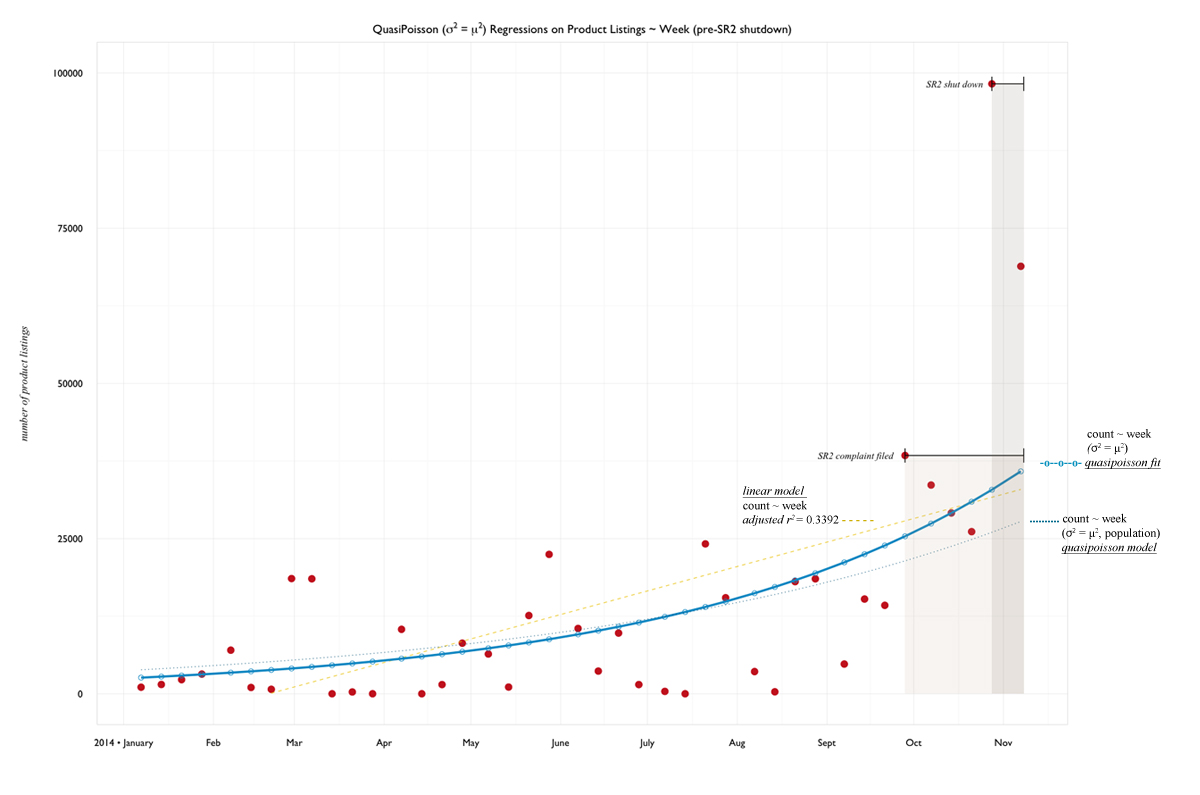 QuasiPoisson (σ² = μ²) Regressions on Product Listings ~ Week (pre-SR2 shutdown)
100000
SR2 shut down
75000
number of product listings
50000
count ~ week
(σ² = μ²)
quasipoisson fit
SR2 complaint filed
linear model
count ~ week
adjusted r² = 0.3392
count ~ week
(σ² = μ², population)
quasipoisson model
25000
0
2014 • January Feb Mar Apr May June July Aug Sept Oct Nov